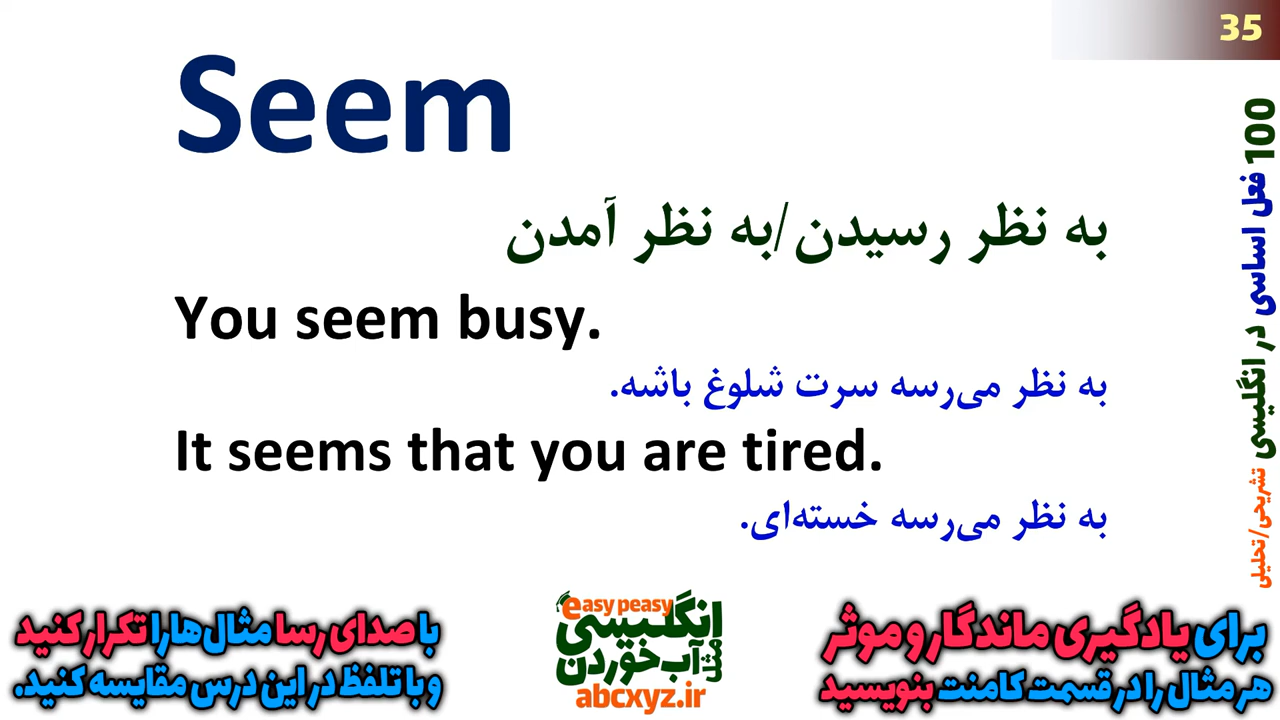 35
Seem
به نظر رسیدن/به نظر آمدن
You seem busy.
به نظر می‌رسه سرت شلوغ باشه.
It seems that you are tired.
به نظر می‌رسه خسته‌ای.
100 فعل اساسی در انگلیسی تشریحی/تحلیلی
برای یادگیری ماندگار و موثر
هر مثال را در قسمت کامنت بنویسید
easy peasy
انگلیسی
مثل آب خوردن
abcxyz.ir
با صدای رسا مثال‌ها را تکرار کنید
و با تلفظ در این درس مقایسه کنید.